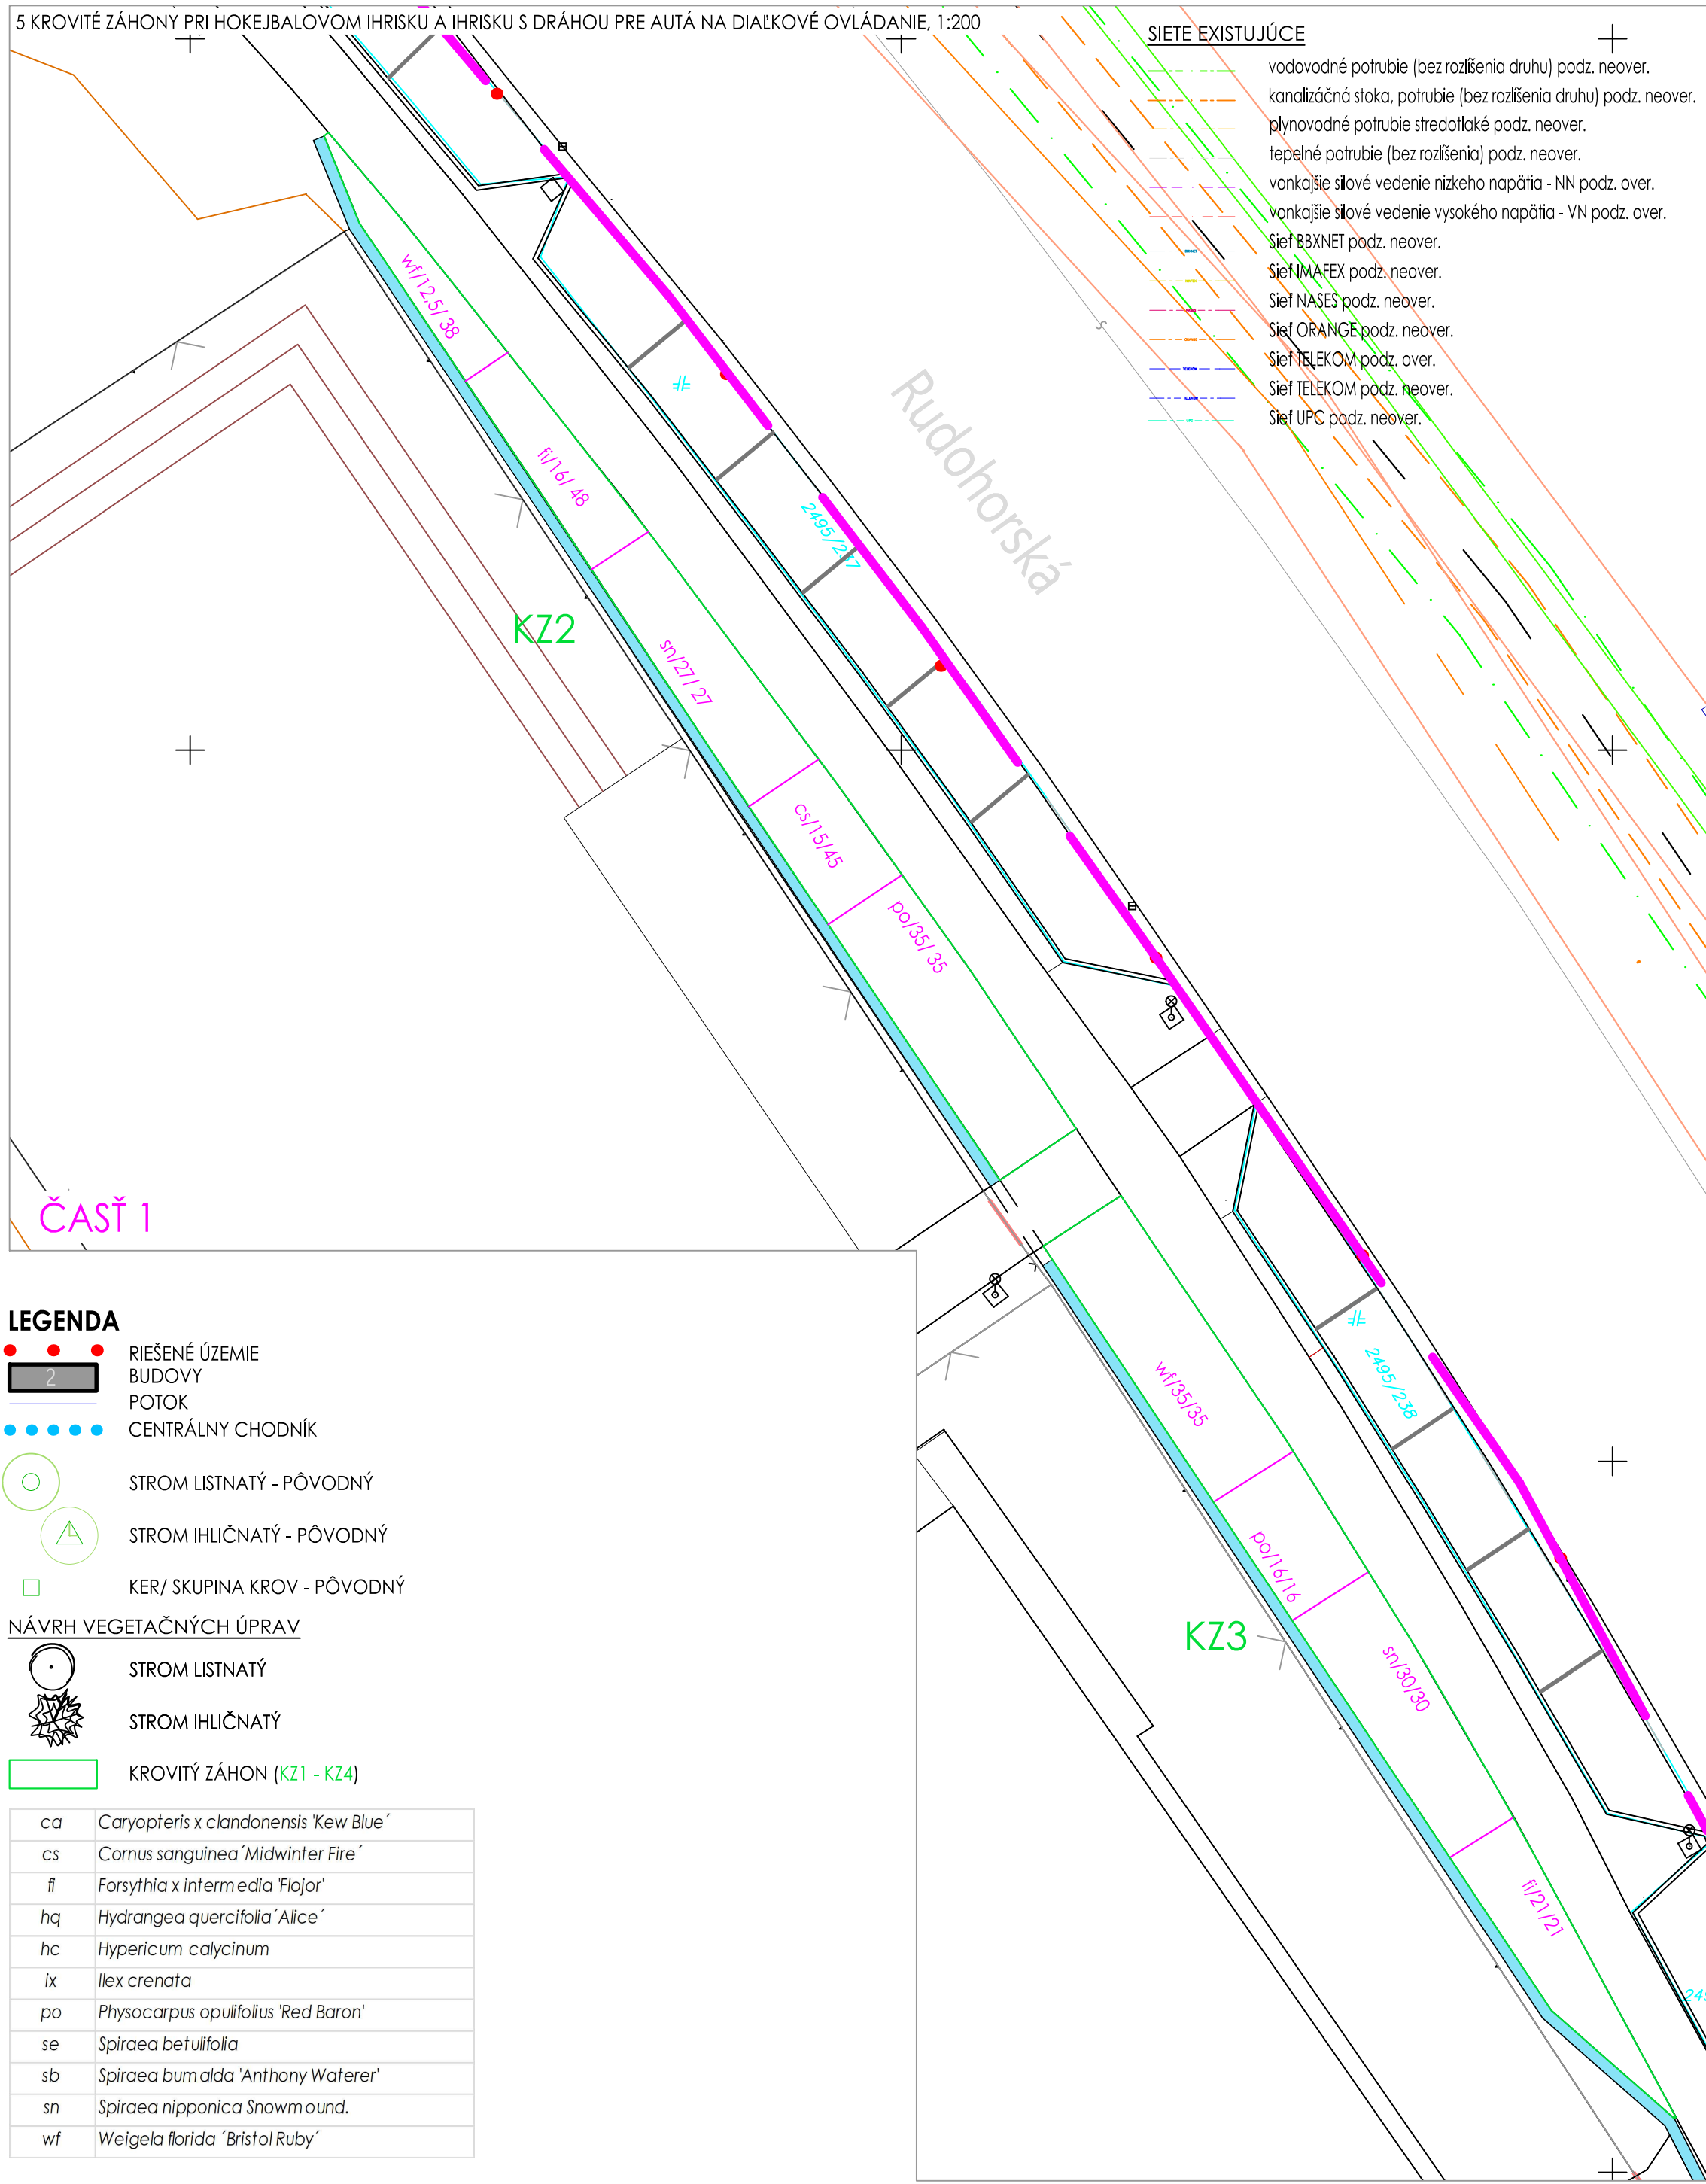 5 KROVITÉ ZÁHONY PRI HOKEJBALOVOM IHRISKU A IHRISKU S DRÁHOU PRE AUTÁ NA DIAĽKOVÉ OVLÁDANIE, 1:200
SIETE EXISTUJÚCE
vodovodné potrubie (bez rozlíšenia druhu) podz. neover.
kanalizáčná stoka, potrubie (bez rozlíšenia druhu) podz. neover.
plynovodné potrubie stredotlaké podz. neover.
tepelné potrubie (bez rozlíšenia) podz. neover.
vonkajšie silové vedenie nizkeho napätia - NN podz. over.
vonkajšie silové vedenie vysokého napätia - VN podz. over.
Sieť BBXNET podz. neover.
Sieť IMAFEX podz. neover.
Sieť NASES podz. neover.
Sieť ORANGE podz. neover.
Sieť TELEKOM podz. over.
Sieť TELEKOM podz. neover.
Sieť UPC podz. neover.
wf/12,5/ 38
fi/16/ 48
sn/27/ 27
cs/15/45
po/35/ 35
KZ2
2495/237
Rudohorská
S
ČASŤ 1
wf/35/35
po/16/16
sn/30/30
fi/21/21
KZ3
2495/238
LEGENDA
RIEŠENÉ ÚZEMIE
2 BUDOVY
POTOK
CENTRÁLNY CHODNÍK
STROM LISTNATÝ - PÔVODNÝ
STROM IHLIČNATÝ - PÔVODNÝ
KER/ SKUPINA KROV - PÔVODNÝ
NÁVRH VEGETAČNÝCH ÚPRAV
STROM LISTNATÝ
STROM IHLIČNATÝ
KROVITÝ ZÁHON (KZ1 - KZ4)
ca Caryopteris x clandonensis 'Kew Blue´
cs Cornus sanguinea´Midwinter Fire´
fi Forsythia x intermedia 'Flojor'
hq Hydrangea quercifolia´Alice´
hc Hypericum calycinum
ix Ilex crenata
po Physocarpus opulifolius 'Red Baron'
se Spiraea betulifolia
sb Spiraea bumalda 'Anthony Waterer'
sn Spiraea nipponica Snowmound.
wf Weigela florida ´Bristol Ruby´